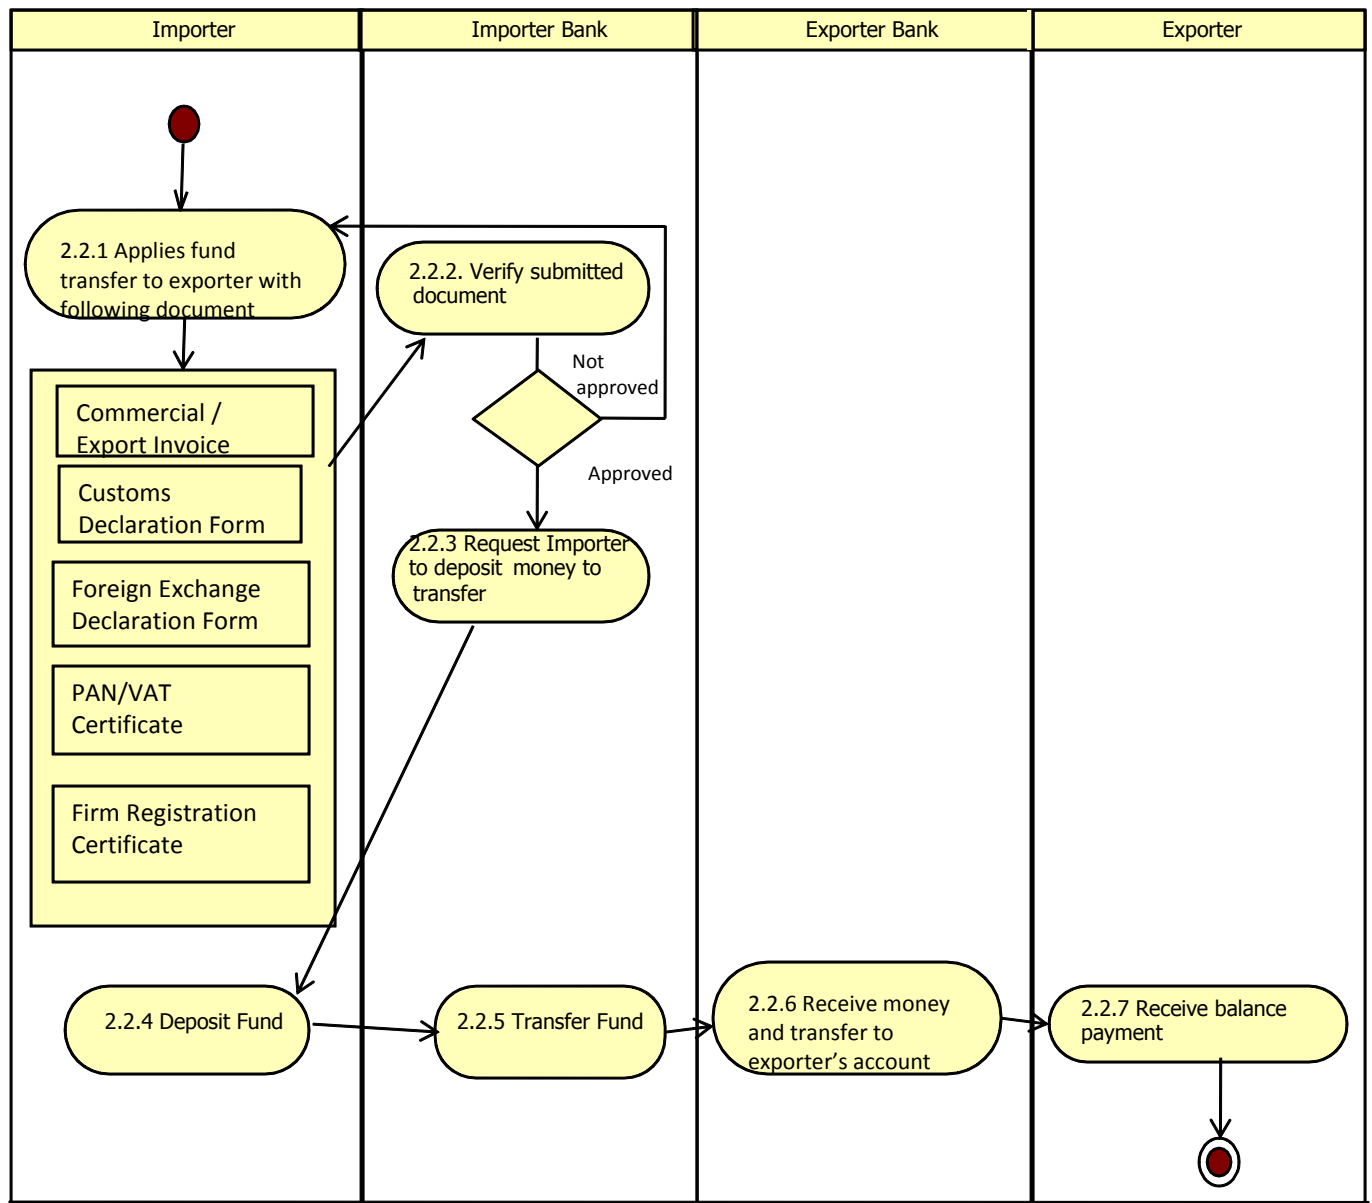 Importer
Importer Bank
Exporter Bank
Exporter
2.2.1 Applies fund
transfer to exporter with
following document
2.2.2. Verify submitted
document
Not
approved
Commercial /
Export Invoice
Approved
Customs
Declaration Form
2.2.3 Request Importer
to deposit money to
transfer
Foreign Exchange
Declaration Form
PAN/VAT
Certificate
Firm Registration
Certificate
2.2.4 Deposit Fund
2.2.5 Transfer Fund
2.2.6 Receive money
and transfer to
exporter’s account
2.2.7 Receive balance
payment